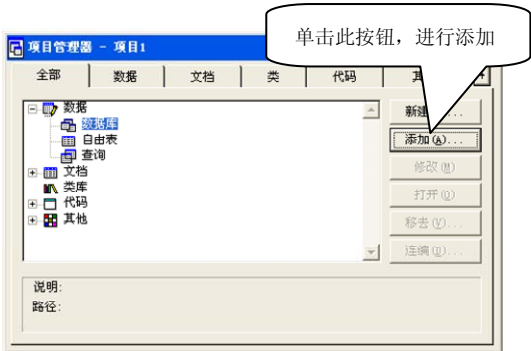 单击此按钮，进行添加
项目管理器 - 项目1
全部 数据 文档 类 代码
数据
数据库
自由表
查询
文档
类库
代码
其他
新建...
添加(A)...
修改(M)
打开(O)
移去(V)...
连编(D)...
说明:
路径: